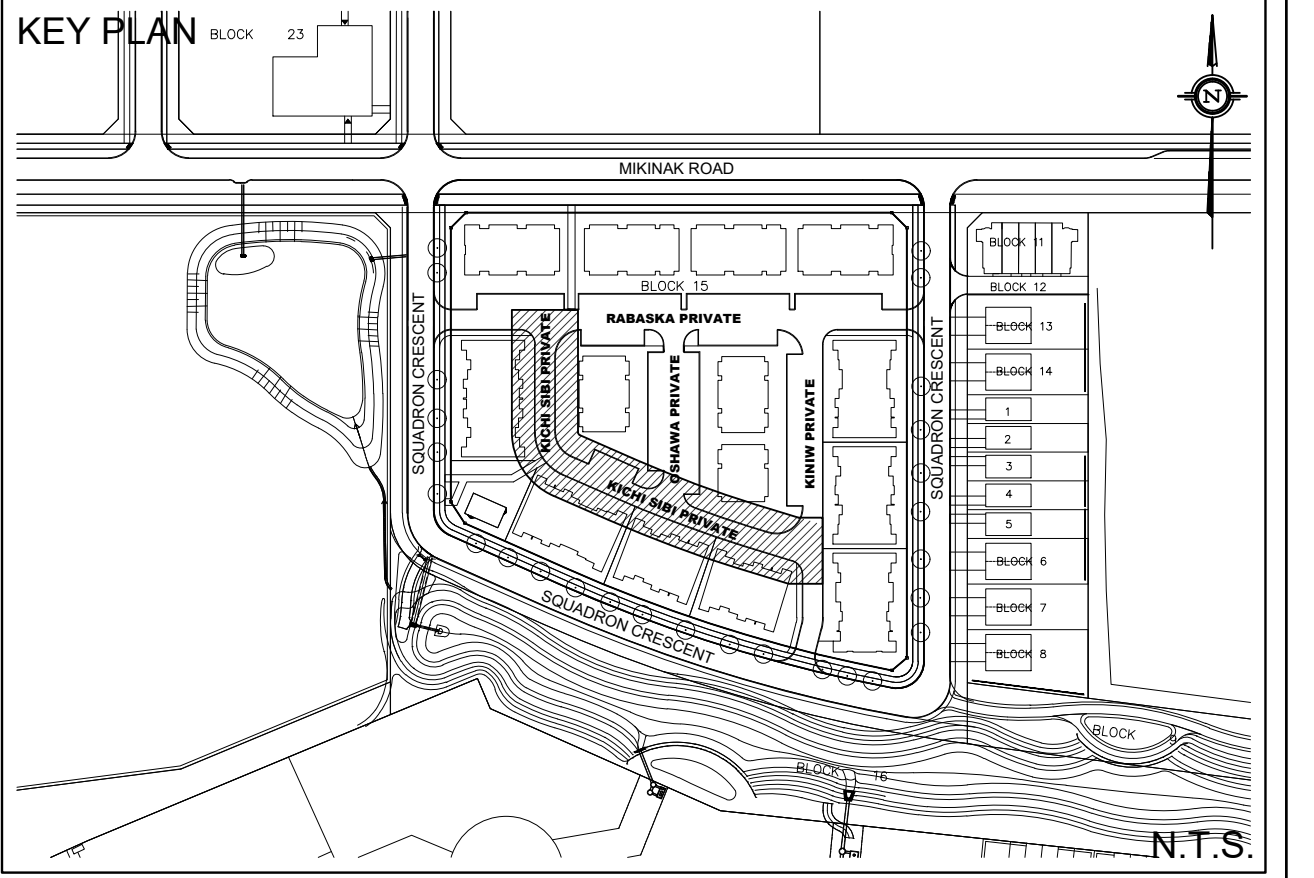 KEY PLAN
BLOCK 23
N
MIKINAK ROAD
BLOCK 11
BLOCK 15
BLOCK 12
RABASKA PRIVATE
BLOCK 13
SQUADRON CRESCENT
KICHI SIBI PRIVATE
OSHAWA PRIVATE
KINIW PRIVATE
SQUADRON CRESCENT
BLOCK 14
1
2
3
4
5
KICHI SIBI PRIVATE
BLOCK 6
SQUADRON CRESCENT
BLOCK 7
BLOCK 8
BLOCK 9
BLOCK 16
N.T.S.